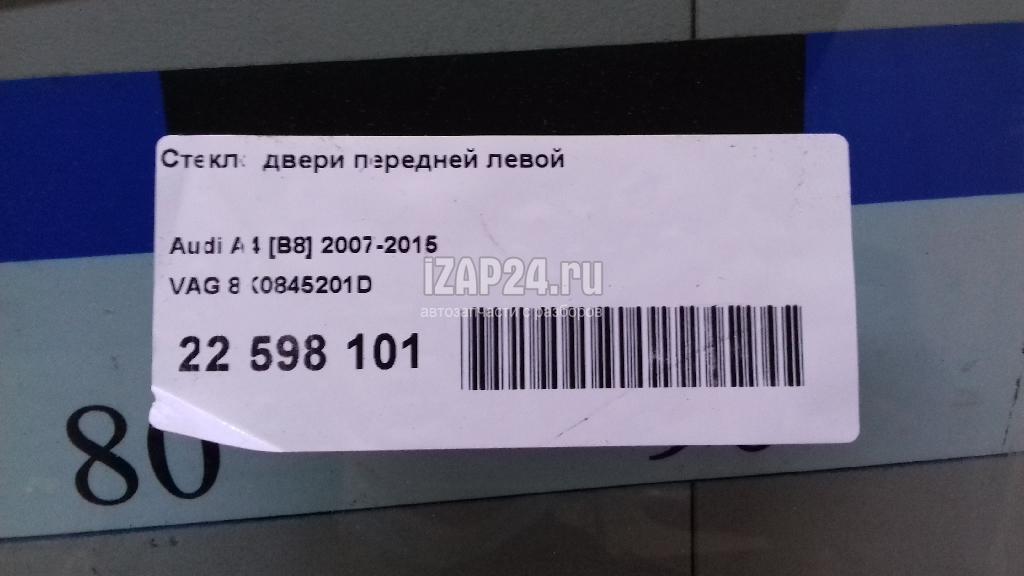 Стекло двери передней левой
Audi A4 [B8] 2007-2015
VAG 8K0845201D
iZAP24.ru
автозапчасти с разборов
22 598 101
80